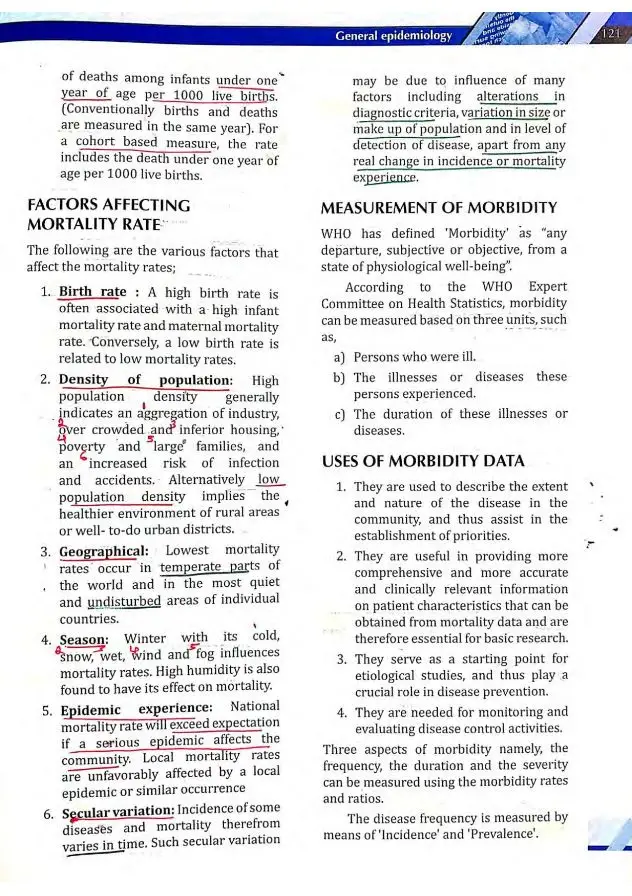 General epidemiology
121
of deaths among infants under one
year of age per 1000 live births.
(Conventionally births and deaths
are measured in the same year). For
a cohort based measure, the rate
includes the death under one year of
age per 1000 live births.
FACTORS AFFECTING
MORTALITY RATE
The following are the various factors that
affect the mortality rates;
1. Birth rate : A high birth rate is
often associated with a high infant
mortality rate and maternal mortality
rate. Conversely, a low birth rate is
related to low mortality rates.
2. Density of population: High
population density generally
1
indicates an aggregation of industry,
2 3
over crowded and inferior housing,
4 5
poverty and large families, and
6
an increased risk of infection
and accidents. Alternatively low
population density implies the
healthier environment of rural areas
or well- to-do urban districts.
3. Geographical: Lowest mortality
rates occur in temperate parts of
the world and in the most quiet
and undisturbed areas of individual
countries.
4. Season: Winter with its cold,
2 3 4 5
snow, wet, wind and fog influences
mortality rates. High humidity is also
found to have its effect on mortality.
5. Epidemic experience: National
mortality rate will exceed expectation
if a serious epidemic affects the
community. Local mortality rates
are unfavorably affected by a local
epidemic or similar occurrence
6. Secular variation: Incidence of some
diseases and mortality therefrom
varies in time. Such secular variation
may be due to influence of many
factors including alterations in
diagnostic criteria, variation in size or
make up of population and in level of
detection of disease, apart from any
real change in incidence or mortality
experience.
MEASUREMENT OF MORBIDITY
WHO has defined 'Morbidity' as "any
departure, subjective or objective, from a
state of physiological well-being".
According to the WHO Expert
Committee on Health Statistics, morbidity
can be measured based on three units, such
as,
a) Persons who were ill.
b) The illnesses or diseases these
persons experienced.
c) The duration of these illnesses or
diseases.
USES OF MORBIDITY DATA
1. They are used to describe the extent
and nature of the disease in the
community, and thus assist in the
establishment of priorities.
2. They are useful in providing more
comprehensive and more accurate
and clinically relevant information
on patient characteristics that can be
obtained from mortality data and are
therefore essential for basic research.
3. They serve as a starting point for
etiological studies, and thus play a
crucial role in disease prevention.
4. They are needed for monitoring and
evaluating disease control activities.
Three aspects of morbidity namely, the
frequency, the duration and the severity
can be measured using the morbidity rates
and ratios.
The disease frequency is measured by
means of 'Incidence' and 'Prevalence'.